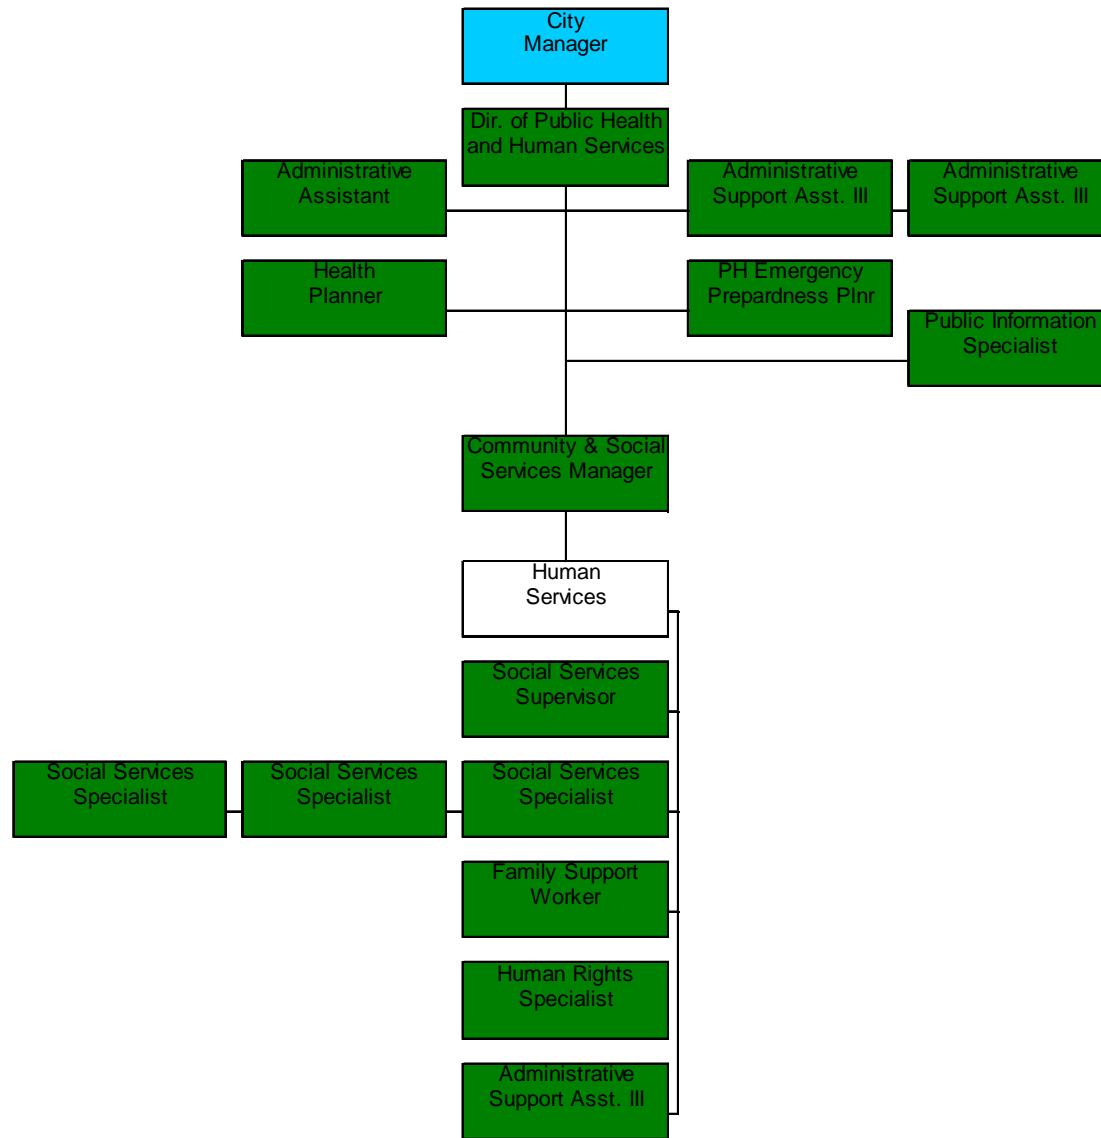 City
Manager
Dir. of Public Health
and Human Services
Administrative
Assistant
Administrative
Support Asst. III
Administrative
Support Asst. III
Health
Planner
PH Emergency
Prepardness Plnr
Public Information
Specialist
Community & Social
Services Manager
Human
Services
Social Services
Supervisor
Social Services
Specialist
Social Services
Specialist
Social Services
Specialist
Family Support
Worker
Human Rights
Specialist
Administrative
Support Asst. III